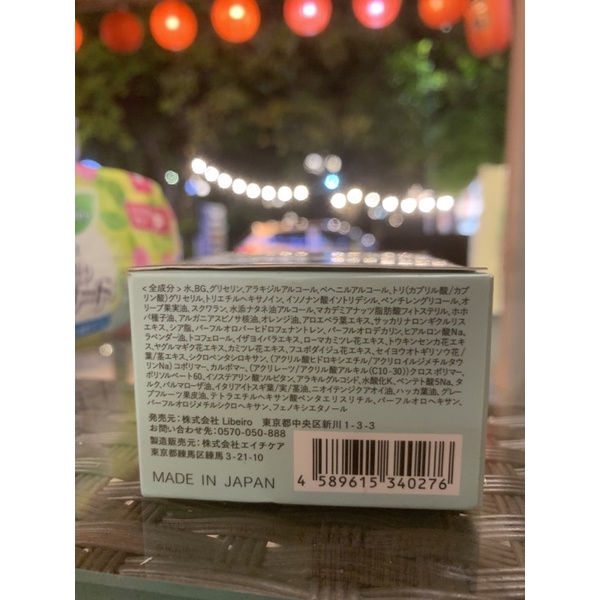 <全成分>水、BG、グリセリン、アラキジルアルコール、ベヘニルアルコール、トリ(カプリル酸/カプ
リン酸)グリセリル、トリエチルヘキサノイン、イソノナン酸イソトリデシル、ペンチレングリコール、オ
リーブ果実油、スクワラン、水添ナタネ油アルコール、マカデミアナッツ脂肪酸フィトステリル、ホホ
バ種子油、アルガニアスピノサ核油、オレンジ油、アロエベラ葉エキス、サッカリナロンギクルリス
エキス、シア脂、パーフルオロパーヒドロフェナントレン、パーフルオロデカリン、ヒアルロン酸Na、
ラベンダー油、トコフェロール、イザヨイバラエキス、ローマカミツレ花エキス、トウキンセンカ花エキ
ス、ヤグルマギク花エキス、カミツレ花エキス、フユボダイジュ花エキス、セイヨウオトギリソウ花/
葉/茎エキス、シクロペンタシロキサン、(アクリル酸ヒドロキシエチル/アクリロイルジメチルタウ
リンNa)コポリマー、カルボマー、(アクリレーツ/アクリル酸アルキル(C10-30))クロスポリマー、
ポリソルベート60、イソステアリン酸ソルビタン、アラキルグルコシド、水酸化K、ペンテト酸5Na、タ
ルク、パルマローザ油、イタリアイトスギ葉/実/茎油、ニオイテンジクアオイ油、ハッカ葉油、グレー
プフルーツ果皮油、テトラエチルヘキサン酸ペンタエリスリチル、パーフルオロヘキサン、
パーフルオロジメチルシクロヘキサン、フェノキシエタノール
発売元:株式会社 Libeiro 東京都中央区新川1-3-3
お問い合わせ先:0570-050-888
製造販売元:株式会社エイチケア
東京都練馬区練馬3-21-10
MADE IN JAPAN
4 589615 340276